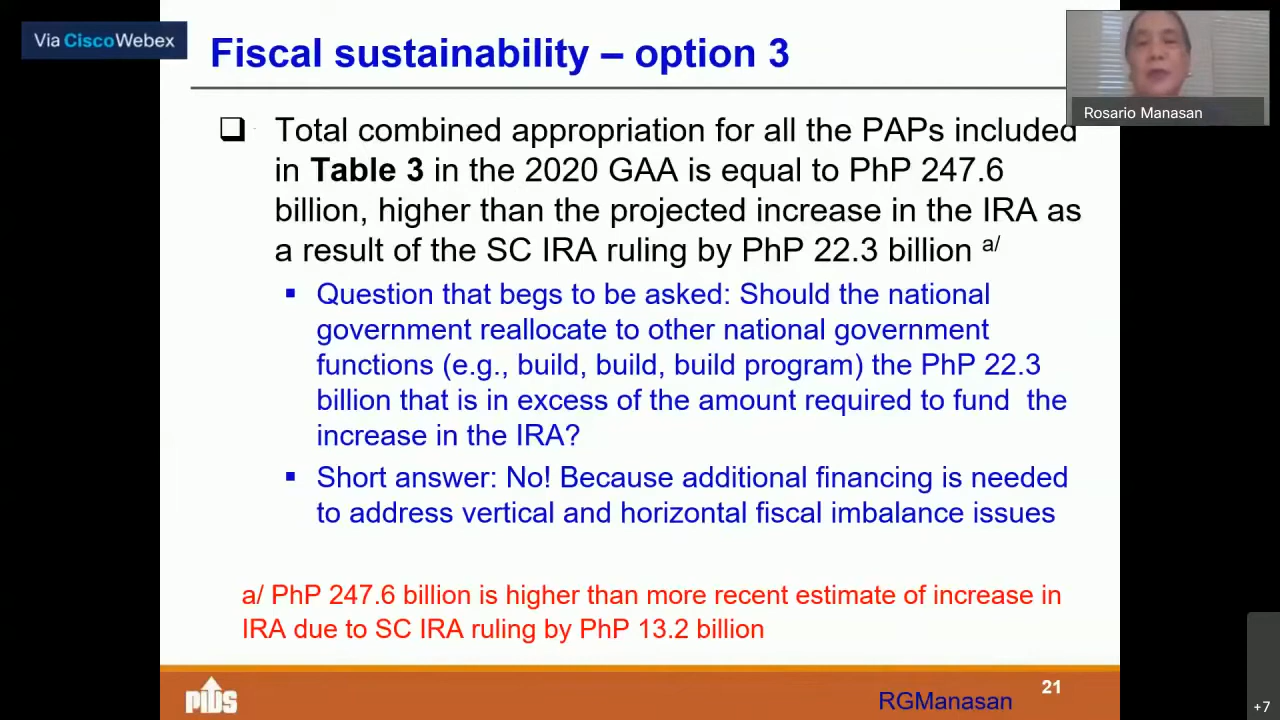 Via CiscoWebex
Fiscal sustainability – option 3
Rosario Manasan
❑ Total combined appropriation for all the PAPs included
in Table 3 in the 2020 GAA is equal to PhP 247.6
billion, higher than the projected increase in the IRA as
a result of the SC IRA ruling by PhP 22.3 billion a/
▪ Question that begs to be asked: Should the national
government reallocate to other national government
functions (e.g., build, build, build program) the PhP 22.3
billion that is in excess of the amount required to fund the
increase in the IRA?
▪ Short answer: No! Because additional financing is needed
to address vertical and horizontal fiscal imbalance issues
a/ PhP 247.6 billion is higher than more recent estimate of increase in
IRA due to SC IRA ruling by PhP 13.2 billion
PIDS
RGManasan
21
+7